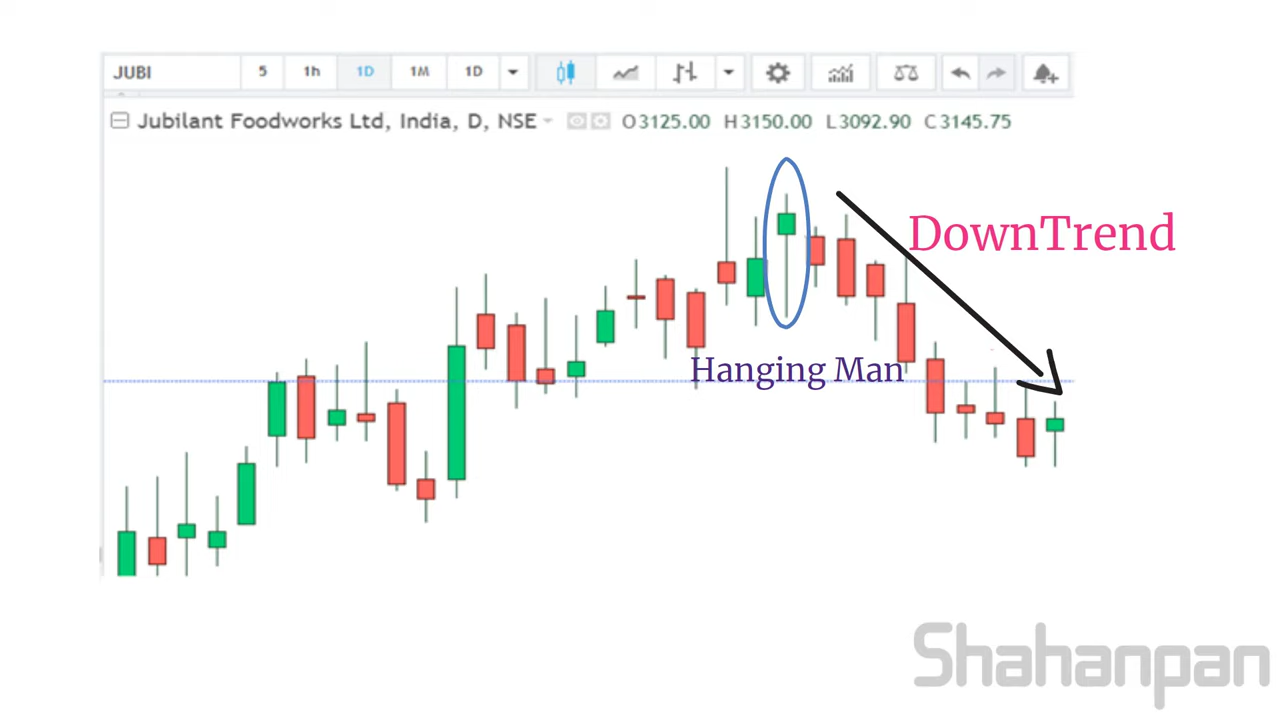 JUBI 5 1h 1D 1M 1D
Jubilant Foodworks Ltd, India, D, NSE O3125.00 H3150.00 L3092.90 C3145.75
DownTrend
Hanging Man
Shahanpan